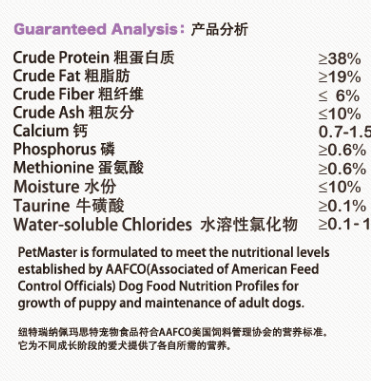 Guaranteed Analysis: 产品分析
Crude Protein 粗蛋白质 ≥38%
Crude Fat 粗脂肪 ≥19%
Crude Fiber 粗纤维 ≤ 6%
Crude Ash 粗灰分 ≤10%
Calcium 钙 0.7-1.5
Phosphorus 磷 ≥0.6%
Methionine 蛋氨酸 ≥0.6%
Moisture 水份 ≤10%
Taurine 牛磺酸 ≥0.1%
Water-soluble Chlorides 水溶性氯化物 ≥0.1-1
PetMaster is formulated to meet the nutritional levels
established by AAFCO(Associated of American Feed
Control Officials) Dog Food Nutrition Profiles for
growth of puppy and maintenance of adult dogs.
纽特瑞纳佩玛思特宠物食品符合AAFCO美国饲料管理协会的营养标准。
它为不同成长阶段的爱犬提供了各自所需的营养。